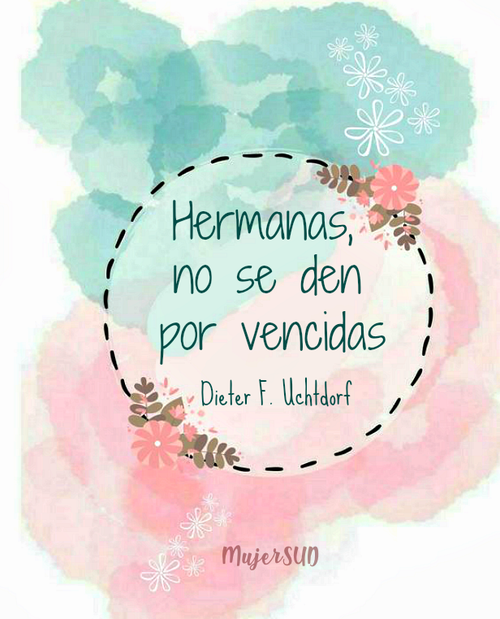 Hermanas,
no se den
por vencidas
Dieter F. Uchtdorf
MujerSUD